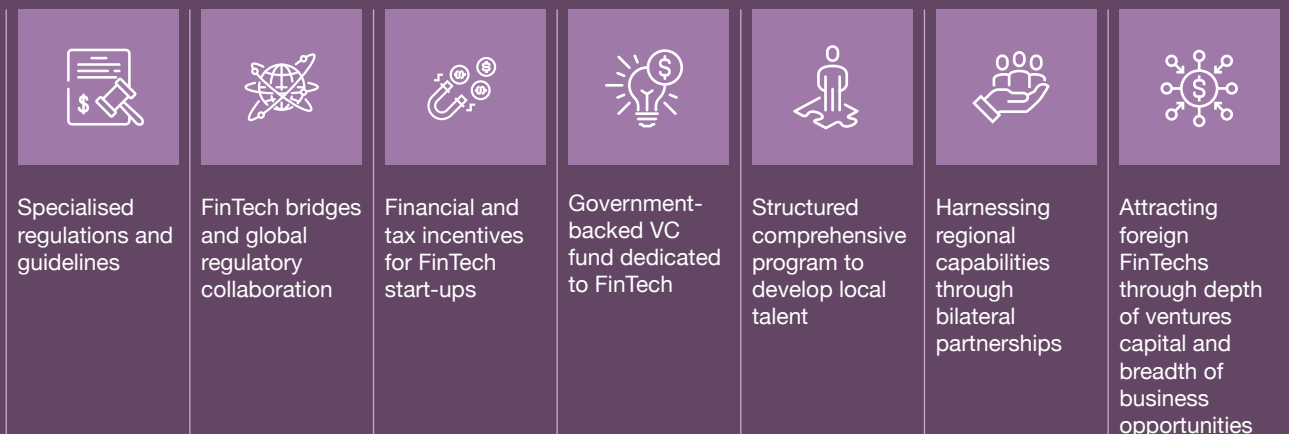 Specialised
regulations and
guidelines
FinTech bridges
and global
regulatory
collaboration
Financial and
tax incentives
for FinTech
start-ups
Government-
backed VC
fund dedicated
to FinTech
Structured
comprehensive
program to
develop local
talent
Harnessing
regional
capabilities
through
bilateral
partnerships
Attracting
foreign
FinTechs
through depth
of ventures
capital and
breadth of
business
opportunities